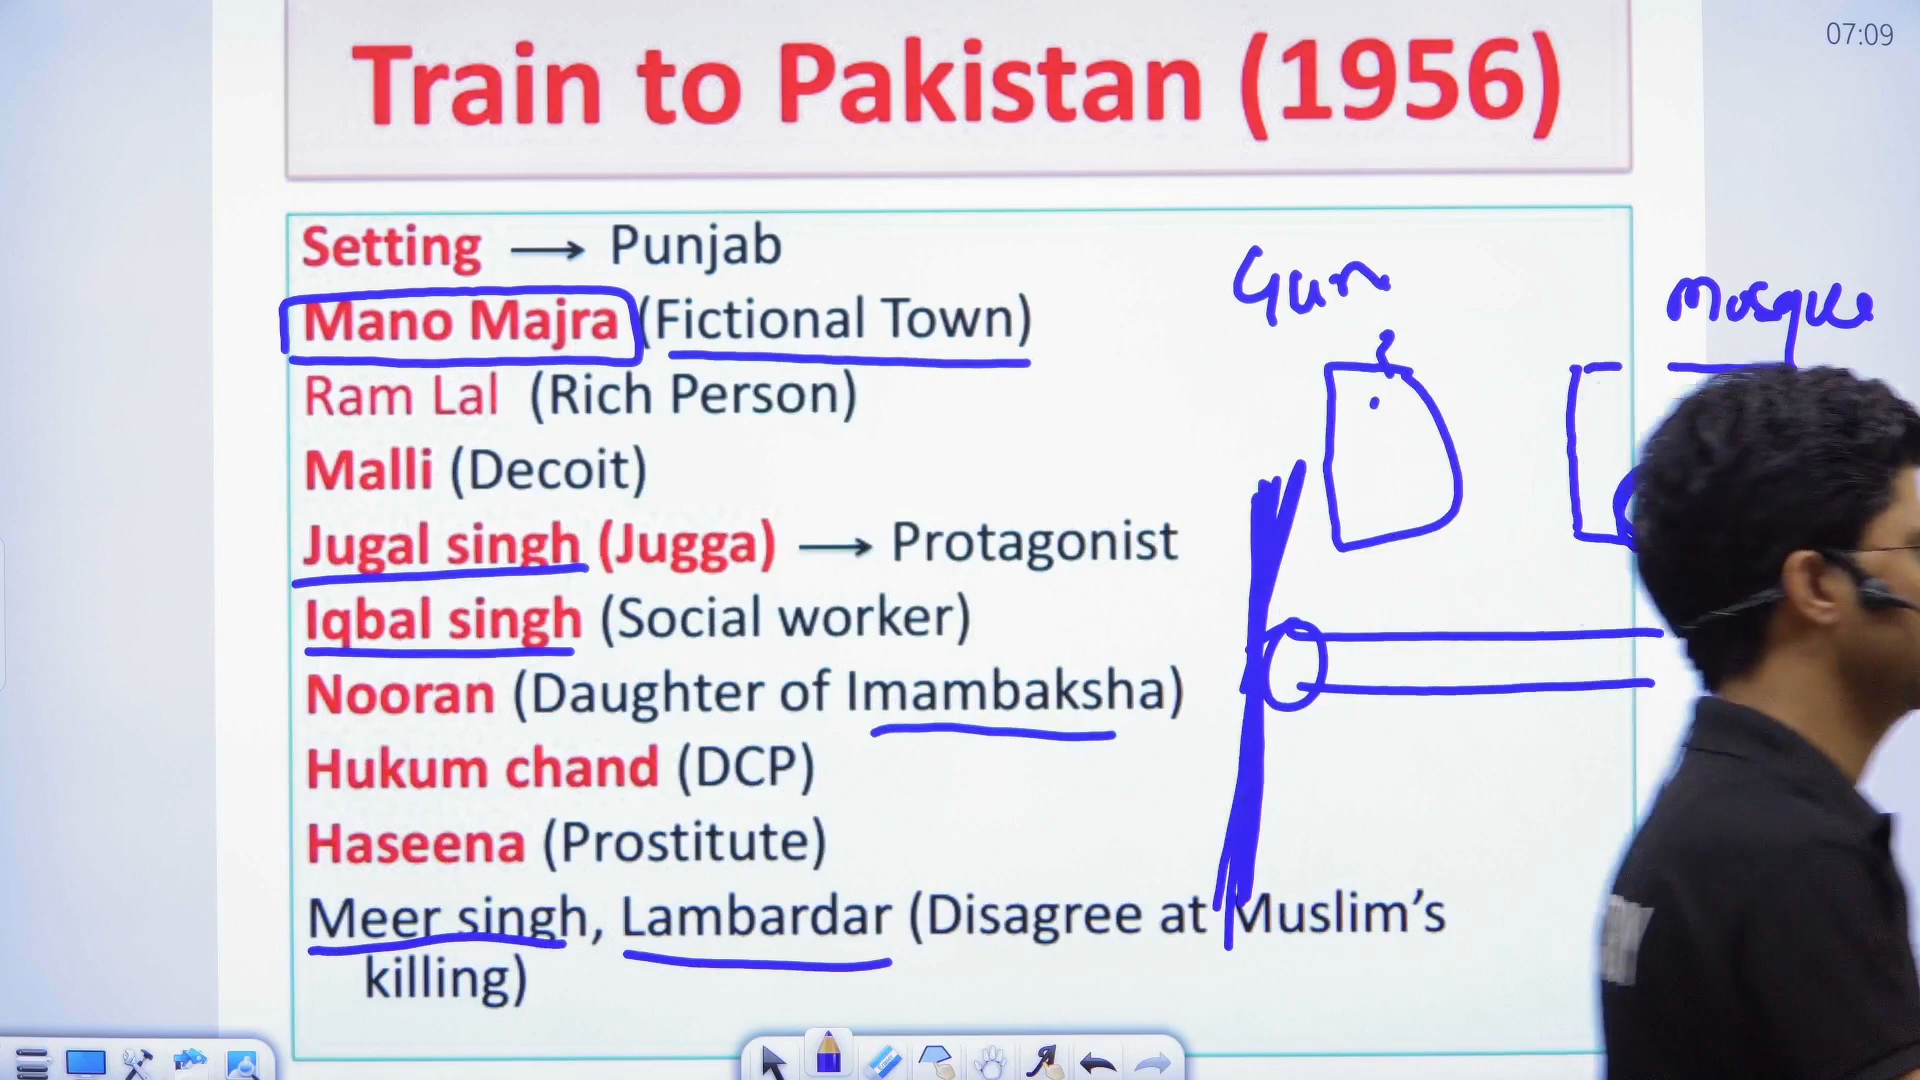 07:09
Train to Pakistan (1956)
Setting → Punjab
Mano Majra (Fictional Town)
Ram Lal (Rich Person)
Malli (Decoit)
Jugal singh (Jugga) → Protagonist
Iqbal singh (Social worker)
Nooran (Daughter of Imambaksha)
Hukum chand (DCP)
Haseena (Prostitute)
Meer singh, Lambardar (Disagree at Muslim's
killing)
Gur
Mosque